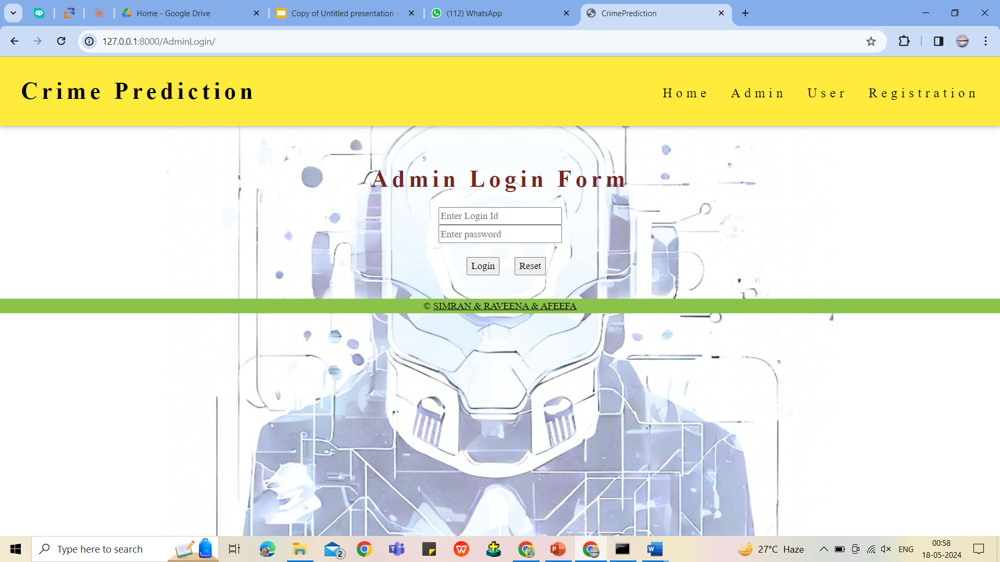 Home - Google Drive
Copy of Untitled presentation -
(112) WhatsApp
CrimePrediction
127.0.0.1:8000/AdminLogin/
Crime Prediction
Home Admin User Registration
Admin Login Form
Enter Login Id
Enter password
Login Reset
© SIMRAN & RAVEENA & AFEEFA
Type here to search
2
27°C Haze
ENG
00:58
18-05-2024